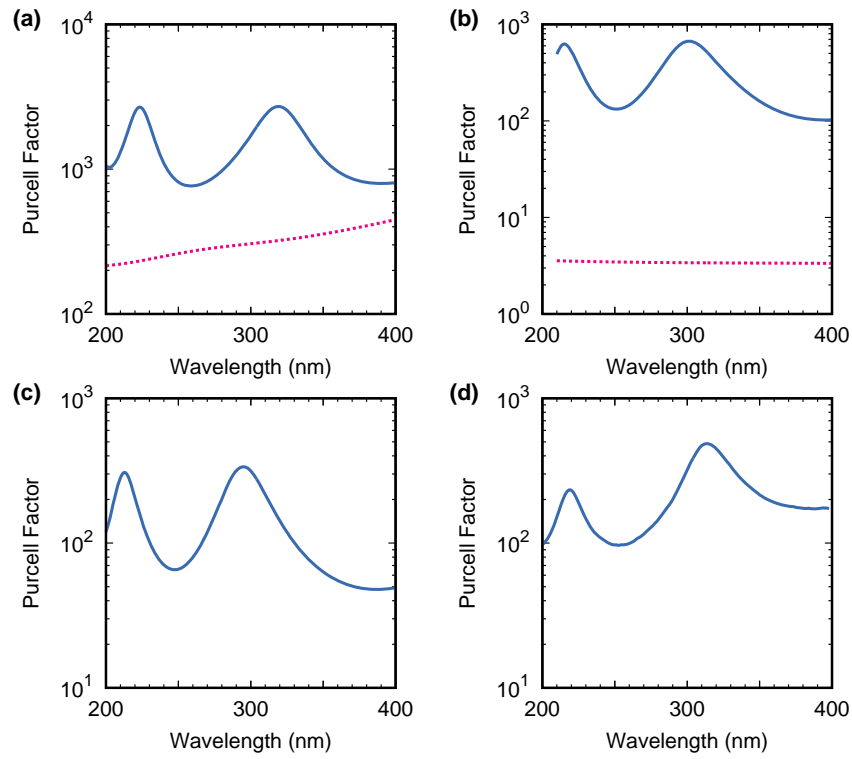 (a)
10^4
10^3
10^2
Purcell Factor
200
300
400
Wavelength (nm)
(b)
10^3
10^2
10^1
10^0
Purcell Factor
200
300
400
Wavelength (nm)
(c)
10^3
10^2
10^1
Purcell Factor
200
300
400
Wavelength (nm)
(d)
10^3
10^2
10^1
Purcell Factor
200
300
400
Wavelength (nm)